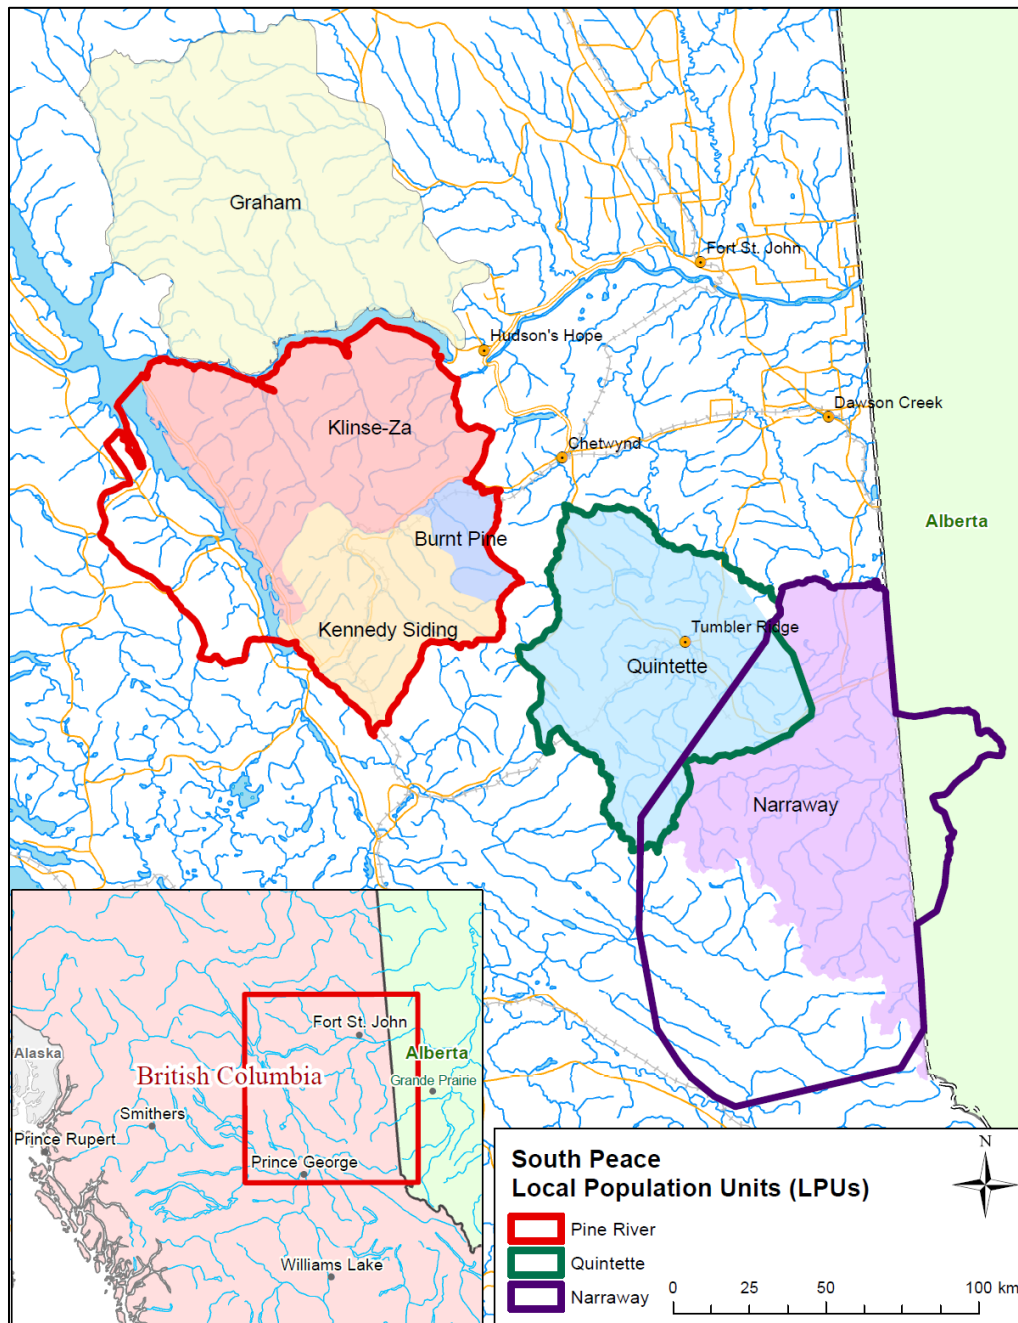 Graham
Fort St. John
Hudson's Hope
Dawson Creek
Klinse-Za
Chetwynd
Alberta
Burnt Pine
Kennedy Siding
Tumbler Ridge
Quintette
Narraway
Fort St. John
Alaska
Alberta
British Columbia
Grande Prairie
Smithers
Prince Rupert
Prince George
Williams Lake
South Peace
Local Population Units (LPUs)
N
Pine River
Quintette
Narraway
0 25 50 100 km